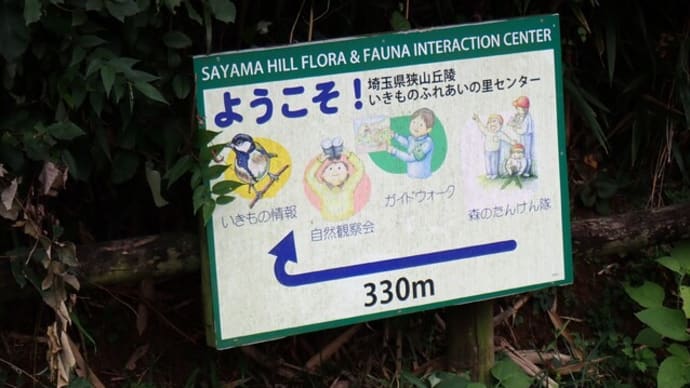 SAYAMA HILL FLORA & FAUNA INTERACTION CENTER
ようこそ!
埼玉県狭山丘陵
いきものふれあいの里センター
いきもの情報
自然観察会
ガイドウォーク
森のたんけん隊
330m